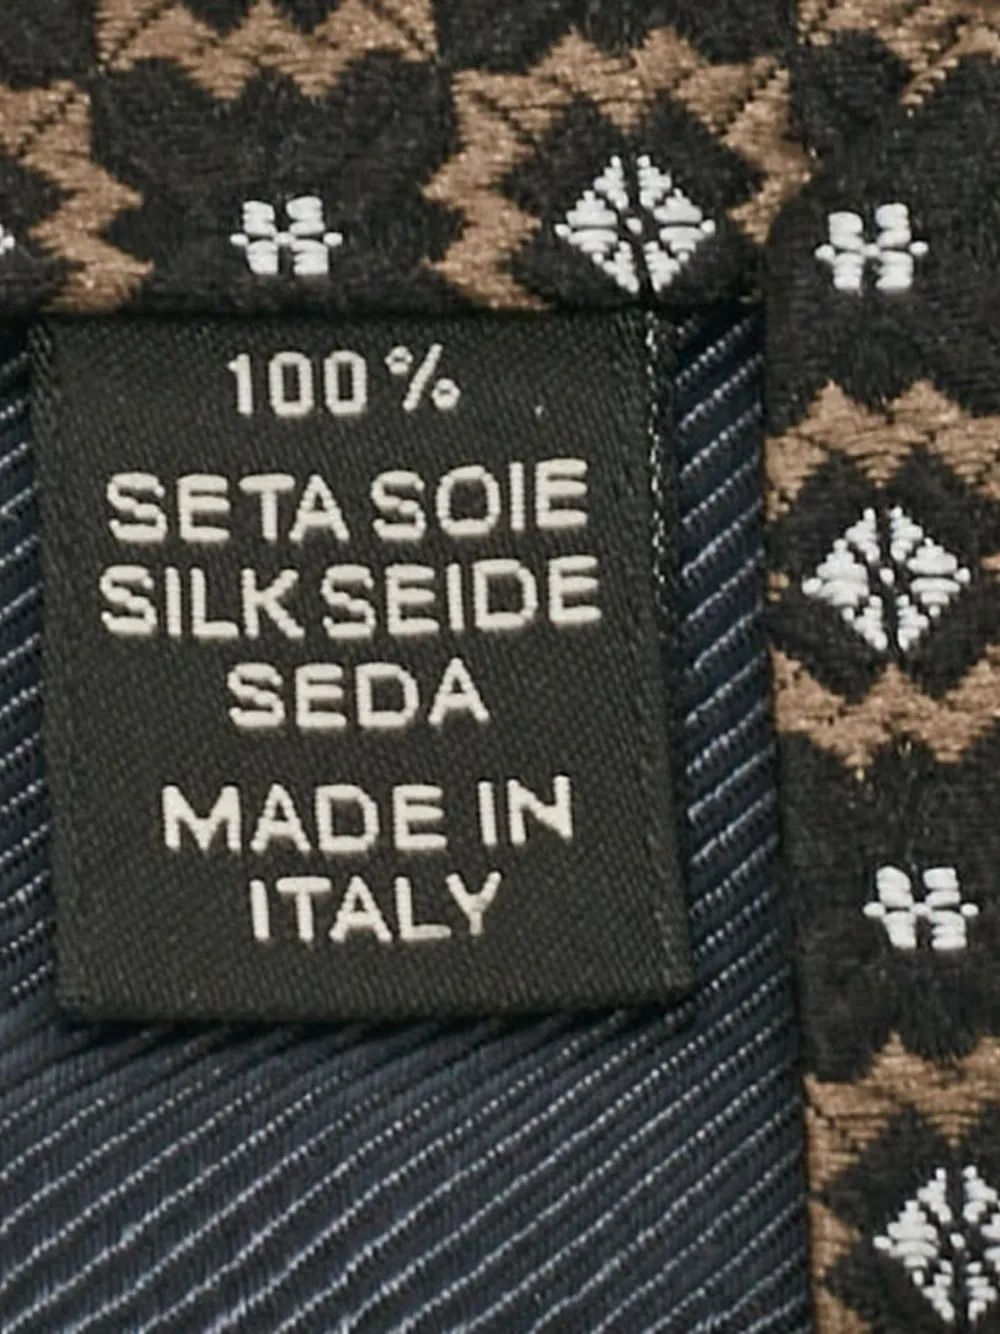 100%
SETA SOIE
SILK SEIDE
SEDA
MADE IN
ITALY